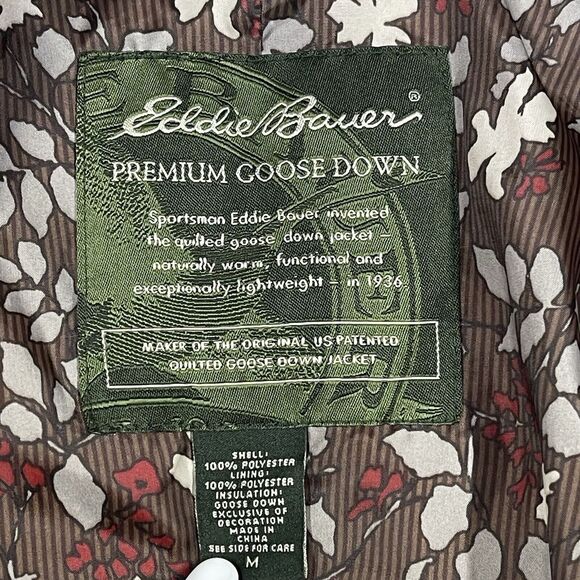 Eddie Bauer®
PREMIUM GOOSE DOWN
Sportsman Eddie Bauer invented
the quilted goose down jacket –
naturally warm, functional and
exceptionally lightweight – in 1936
MAKER OF THE ORIGINAL US PATENTED
QUILTED GOOSE DOWN JACKET
SHELL:
100% POLYESTER
LINING:
100% POLYESTER
INSULATION:
GOOSE DOWN
EXCLUSIVE OF
DECORATION
MADE IN
CHINA
SEE SIDE FOR CARE
M